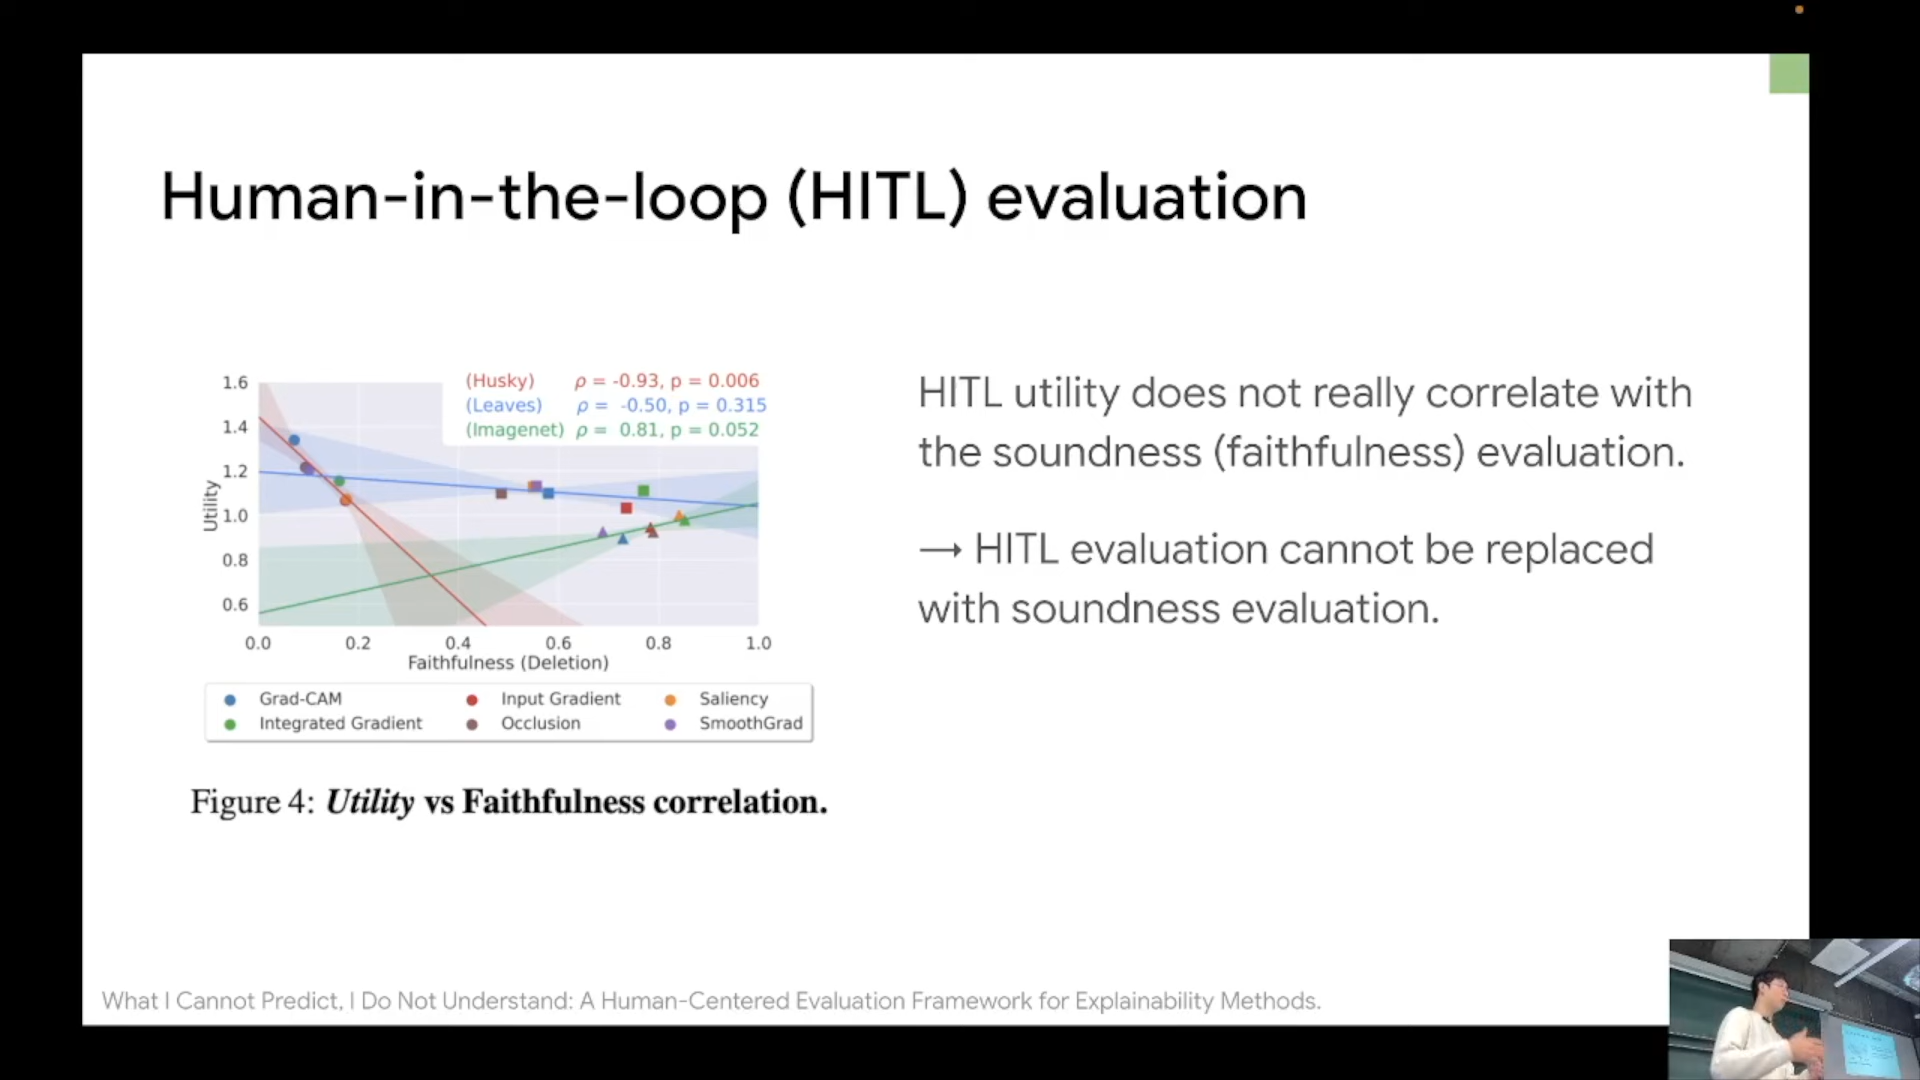 Human-in-the-loop (HITL) evaluation
(Husky) ρ = -0.93, p = 0.006
(Leaves) ρ = -0.50, p = 0.315
(Imagenet) ρ = 0.81, p = 0.052
1.6
1.4
1.2
1.0
0.8
0.6
Utility
0.0 0.2 0.4 0.6 0.8 1.0
Faithfulness (Deletion)
Grad-CAM Input Gradient Saliency
Integrated Gradient Occlusion SmoothGrad
Figure 4: Utility vs Faithfulness correlation.
HITL utility does not really correlate with
the soundness (faithfulness) evaluation.
→ HITL evaluation cannot be replaced
with soundness evaluation.
What I Cannot Predict, I Do Not Understand: A Human-Centered Evaluation Framework for Explainability Methods.